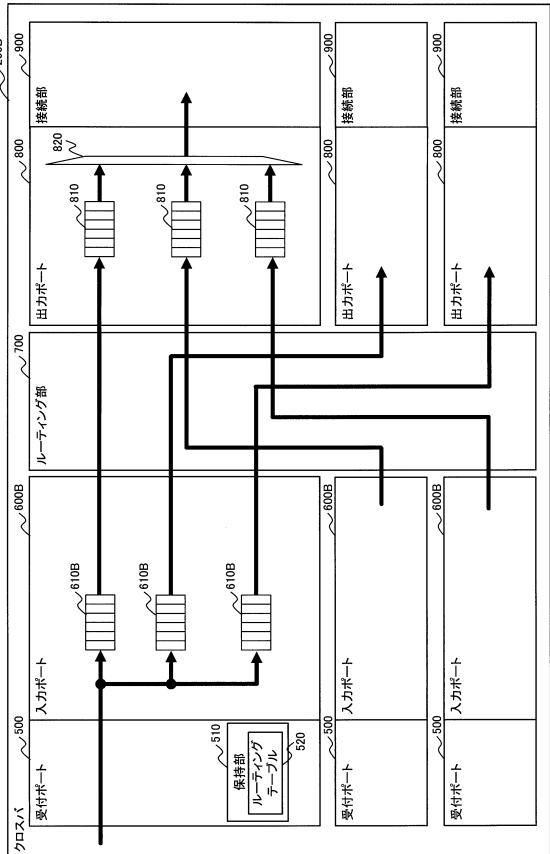 クロスバ
500
受付ポート
510
保持部
ルーティング
テーブル
520
600B
入力ポート
610B
610B
610B
700
ルーティング部
800
出力ポート
810
810
810
820
900
接続部
500
受付ポート
600B
入力ポート
800
出力ポート
900
接続部
500
受付ポート
600B
入力ポート
800
出力ポート
900
接続部